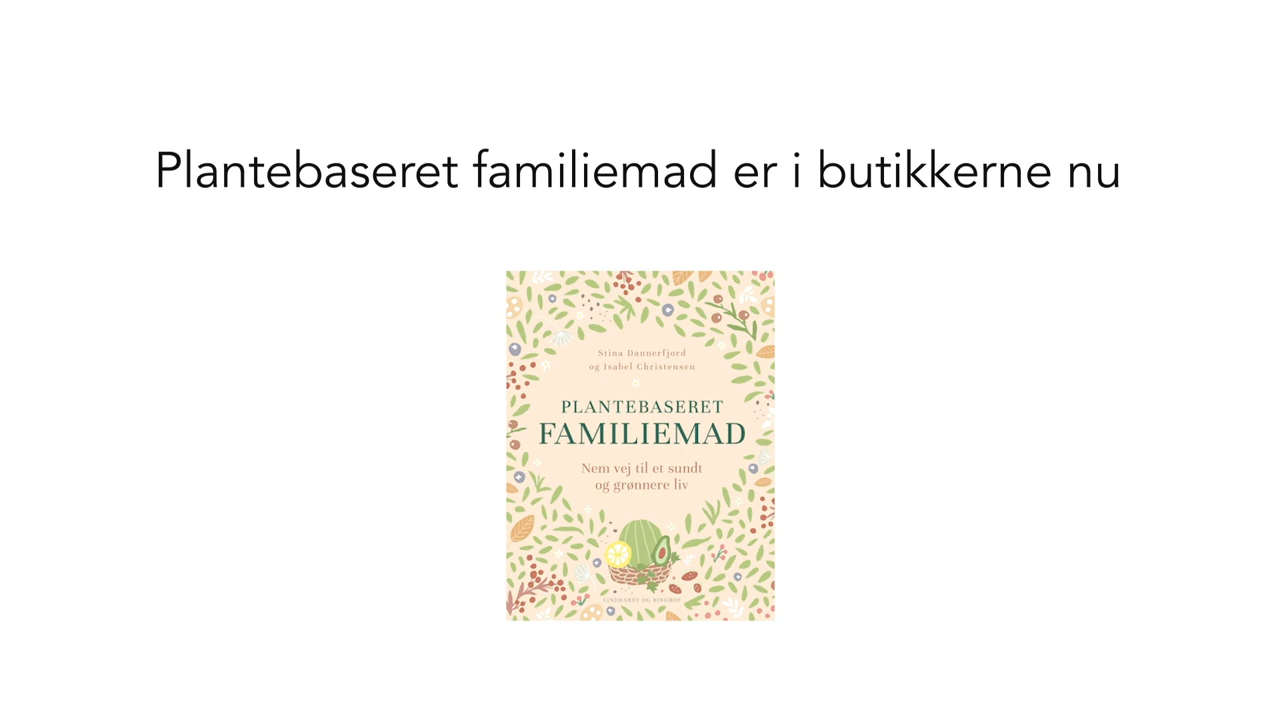 Plantebaseret familiemad er i butikkerne nu
Stina Dannerfjord
og Isabel Christensen
PLANTEBASERET
FAMILIEMAD
Nem vej til et sundt
og grønnere liv
LINDHARDT OG RINGHOF